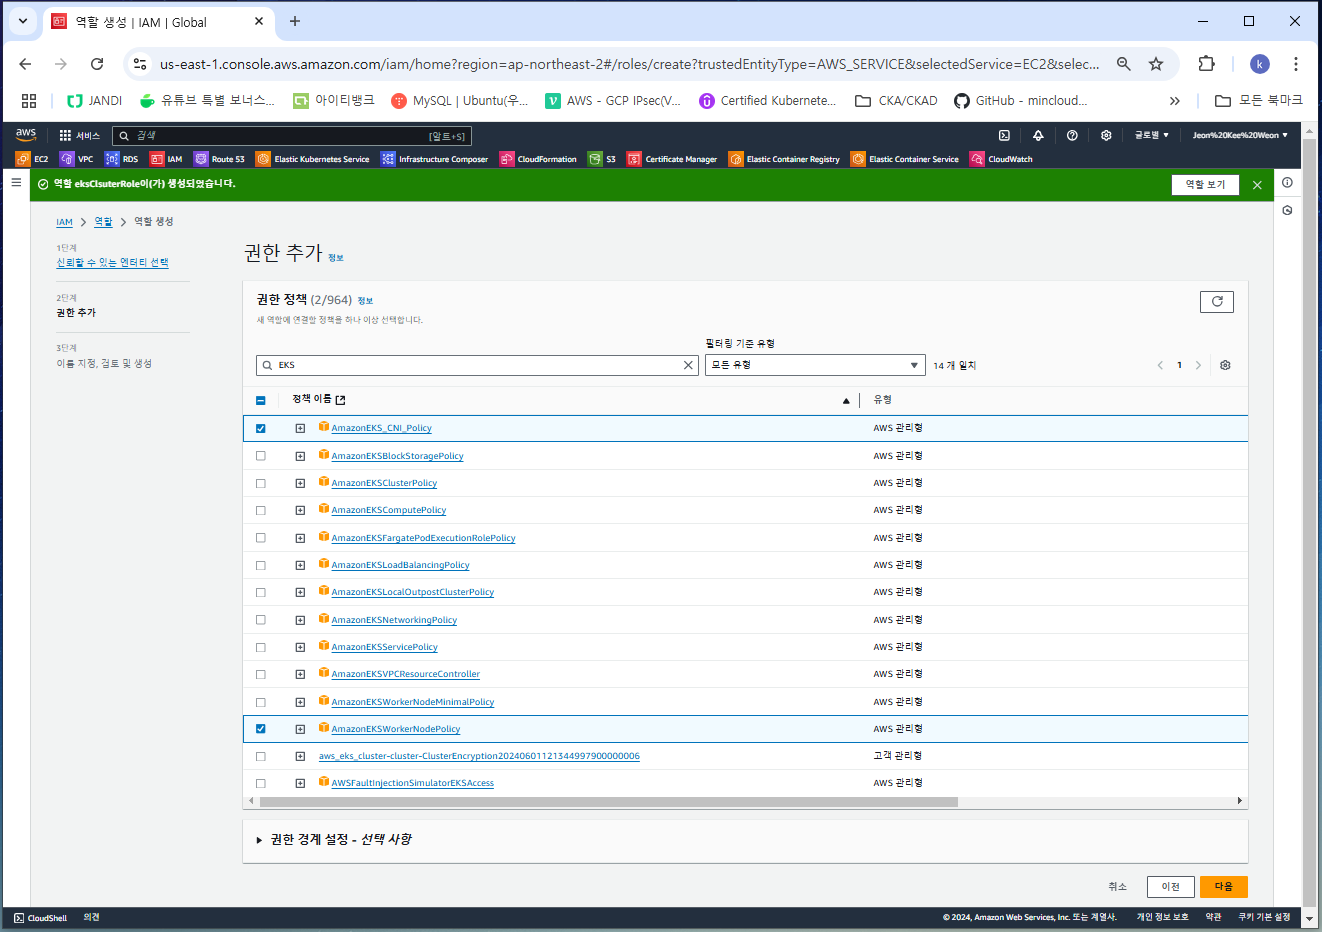 역할 생성 | IAM | Global
us-east-1.console.aws.amazon.com/iam/home?region=ap-northeast-2#/roles/create?trustedEntityType=AWS_SERVICE&selectedService=EC2&selec...
k
JANDI
유튜브 특별 보너스...
아이티뱅크
MySQL | Ubuntu(우...
AWS - GCP IPsec(V...
Certified Kubernete...
CKA/CKAD
GitHub - mincloud...
모든 북마크
aws
서비스
검색
[알트+S]
글로벌
Jeon%20Kee%20Weon
EC2
VPC
RDS
IAM
Route 53
Elastic Kubernetes Service
Infrastructure Composer
CloudFormation
S3
Certificate Manager
Elastic Container Registry
Elastic Container Service
CloudWatch
역할 eksClsuterRole이(가) 생성되었습니다.
역할 보기
IAM > 역할 > 역할 생성
1단계
신뢰할 수 있는 엔터티 선택
2단계
권한 추가
3단계
이름 지정, 검토 및 생성
권한 추가 정보
권한 정책 (2/964) 정보
새 역할에 연결할 정책을 하나 이상 선택합니다.
필터링 기준 유형
EKS
모든 유형
14 개 일치
1
정책 이름
유형
AmazonEKS_CNI_Policy AWS 관리형
AmazonEKSBlockStoragePolicy AWS 관리형
AmazonEKSClusterPolicy AWS 관리형
AmazonEKSComputePolicy AWS 관리형
AmazonEKSFargatePodExecutionRolePolicy AWS 관리형
AmazonEKSLoadBalancingPolicy AWS 관리형
AmazonEKSLocalOutpostClusterPolicy AWS 관리형
AmazonEKSNetworkingPolicy AWS 관리형
AmazonEKSServicePolicy AWS 관리형
AmazonEKSVPCResourceController AWS 관리형
AmazonEKSWorkerNodeMinimalPolicy AWS 관리형
AmazonEKSWorkerNodePolicy AWS 관리형
aws_eks_cluster-cluster-ClusterEncryption20240601121344997900000006 고객 관리형
AWSFaultInjectionSimulatorEKSAccess AWS 관리형
권한 경계 설정 - 선택 사항
취소
이전
다음
CloudShell
의견
© 2024, Amazon Web Services, Inc. 또는 계열사.
개인 정보 보호
약관
쿠키 기본 설정